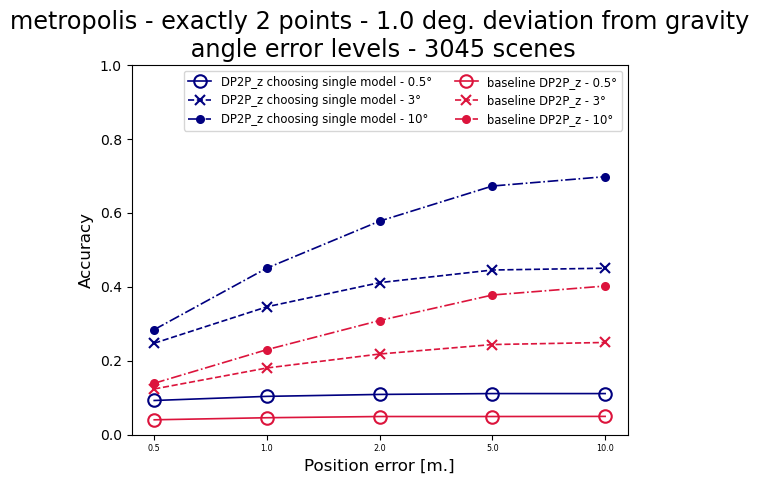 metropolis - exactly 2 points - 1.0 deg. deviation from gravity
angle error levels - 3045 scenes
DP2P_z choosing single model - 0.5°
DP2P_z choosing single model - 3°
DP2P_z choosing single model - 10°
baseline DP2P_z - 0.5°
baseline DP2P_z - 3°
baseline DP2P_z - 10°
Accuracy
1.0
0.8
0.6
0.4
0.2
0.0
0.5 1.0 2.0 5.0 10.0
Position error [m.]